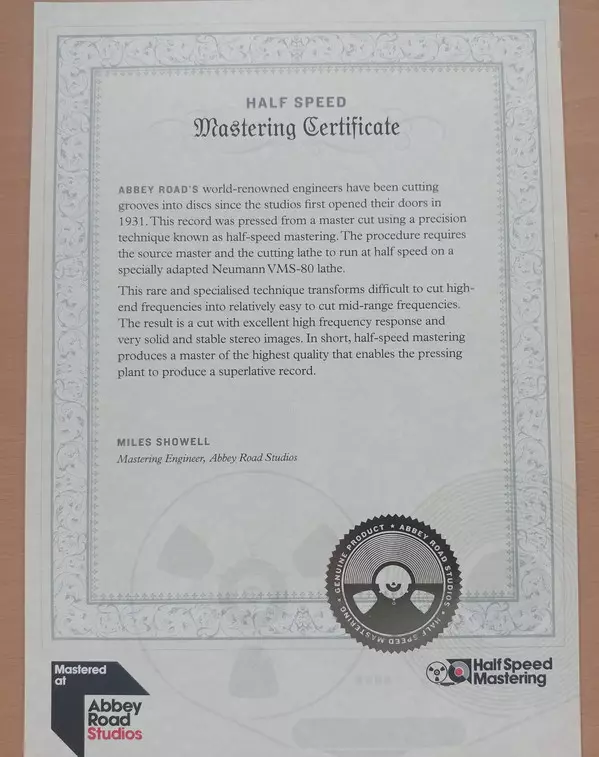 HALF SPEED
Mastering Certificate
ABBEY ROAD'S world-renowned engineers have been cutting
grooves into discs since the studios first opened their doors in
1931. This record was pressed from a master cut using a precision
technique known as half-speed mastering. The procedure requires
the source master and the cutting lathe to run at half speed on a
specially adapted Neumann VMS-80 lathe.
This rare and specialised technique transforms difficult to cut high-
end frequencies into relatively easy to cut mid-range frequencies.
The result is a cut with excellent high frequency response and
very solid and stable stereo images. In short, half-speed mastering
produces a master of the highest quality that enables the pressing
plant to produce a superlative record.
MILES SHOWELL
Mastering Engineer, Abbey Road Studios
GENUINE PRODUCT ★ ABBEY ROAD STUDIOS • HALF SPEED MASTERING •
Mastered
at
Abbey
Road
Studios
Half Speed
Mastering